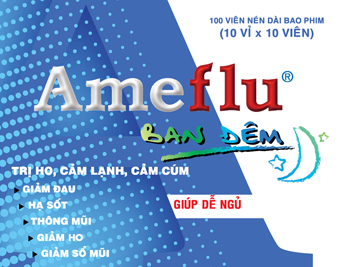 100 VIÊN NÉN DÀI BAO PHIM
(10 VỈ x 10 VIÊN)
Ameflu®
BAN ĐÊM
TRỊ HO, CẢM LẠNH, CẢM CÚM
GIẢM ĐAU
HẠ SỐT
THÔNG MŨI
GIẢM HO
GIẢM SỔ MŨI
GIÚP DỄ NGỦ